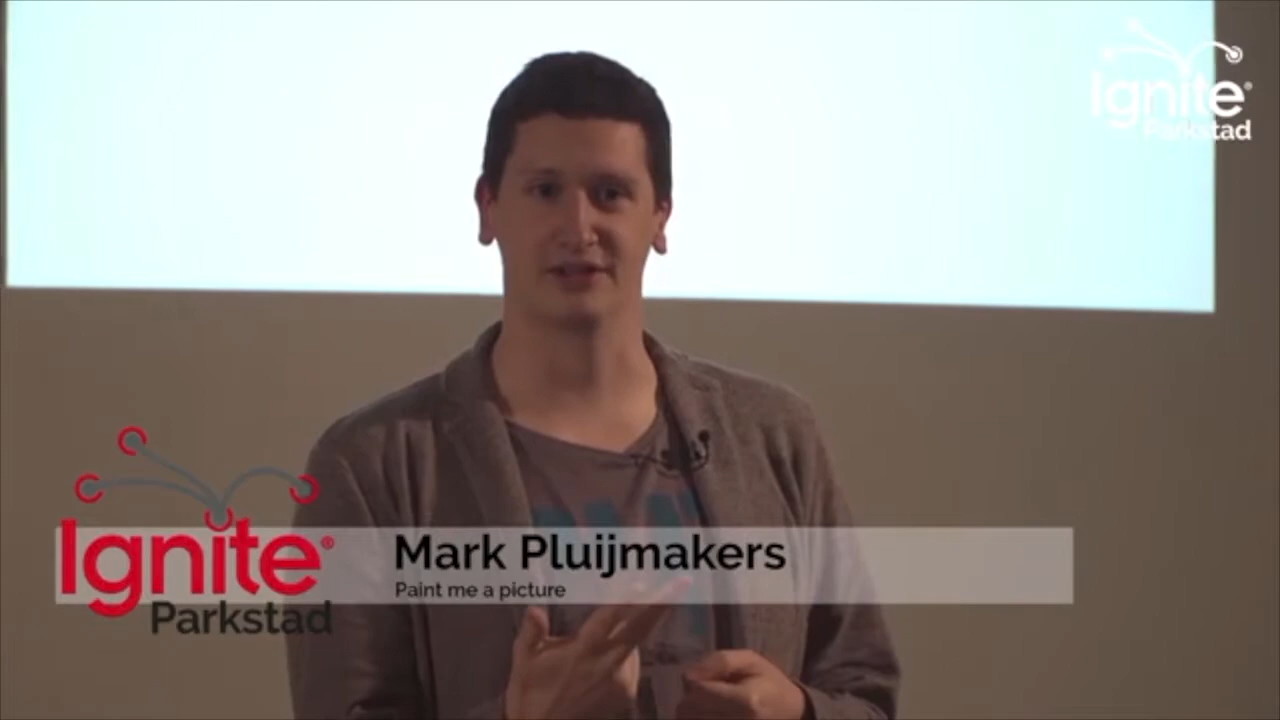 Ignite®
Parkstad
Ignite®
Parkstad
Mark Pluijmakers
Paint me a picture